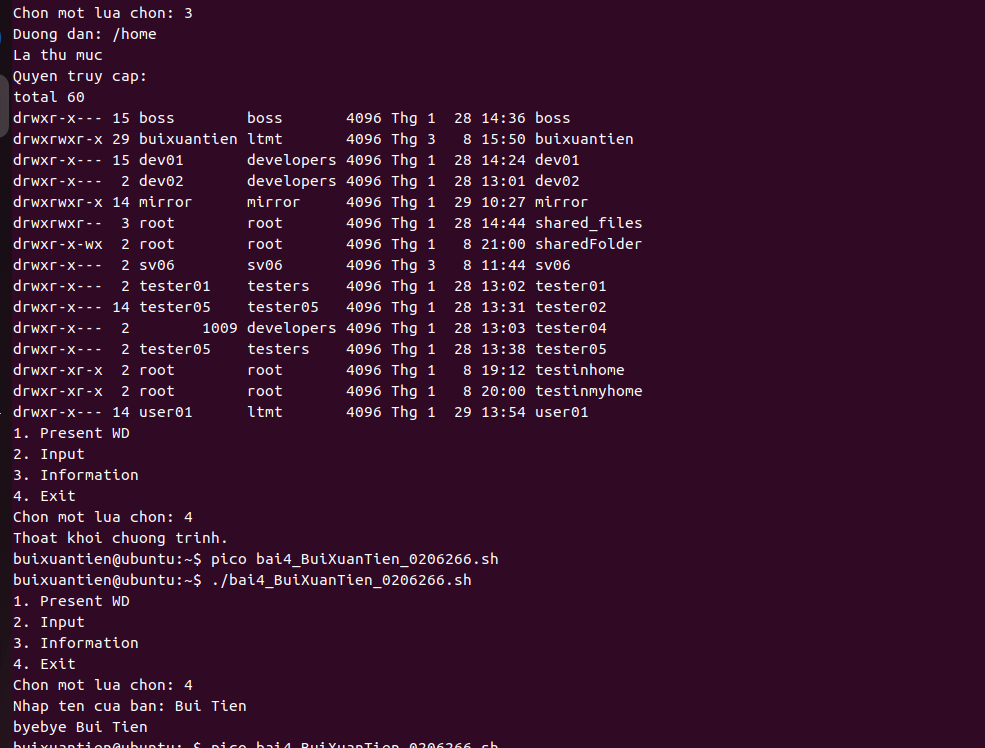 Chon mot lua chon: 3
Duong dan: /home
La thu muc
Quyen truy cap:
total 60
drwxr-x--- 15 boss        boss       4096 Thg 1  28 14:36 boss
drwxrwxr-x 29 buixuantien ltmt       4096 Thg 3   8 15:50 buixuantien
drwxr-x--- 15 dev01       developers 4096 Thg 1  28 14:24 dev01
drwxr-x---  2 dev02       developers 4096 Thg 1  28 13:01 dev02
drwxrwxr-x 14 mirror      mirror     4096 Thg 1  29 10:27 mirror
drwxrwxr--  3 root        root       4096 Thg 1  28 14:44 shared_files
drwxr-x-wx  2 root        root       4096 Thg 1   8 21:00 sharedFolder
drwxr-x---  2 sv06        sv06       4096 Thg 3   8 11:44 sv06
drwxr-x---  2 tester01    testers    4096 Thg 1  28 13:02 tester01
drwxr-x--- 14 tester05    tester05   4096 Thg 1  28 13:31 tester02
drwxr-x---  2        1009 developers 4096 Thg 1  28 13:03 tester04
drwxr-x---  2 tester05    testers    4096 Thg 1  28 13:38 tester05
drwxr-xr-x  2 root        root       4096 Thg 1   8 19:12 testinhome
drwxr-xr-x  2 root        root       4096 Thg 1   8 20:00 testinmyhome
drwxr-x--- 14 user01      ltmt       4096 Thg 1  29 13:54 user01
1. Present WD
2. Input
3. Information
4. Exit
Chon mot lua chon: 4
Thoat khoi chuong trinh.
buixuantien@ubuntu:~$ pico bai4_BuiXuanTien_0206266.sh
buixuantien@ubuntu:~$ ./bai4_BuiXuanTien_0206266.sh
1. Present WD
2. Input
3. Information
4. Exit
Chon mot lua chon: 4
Nhap ten cua ban: Bui Tien
byebye Bui Tien
buixuantien@ubuntu:~$ pico bai4_BuiXuanTien_0206266.sh